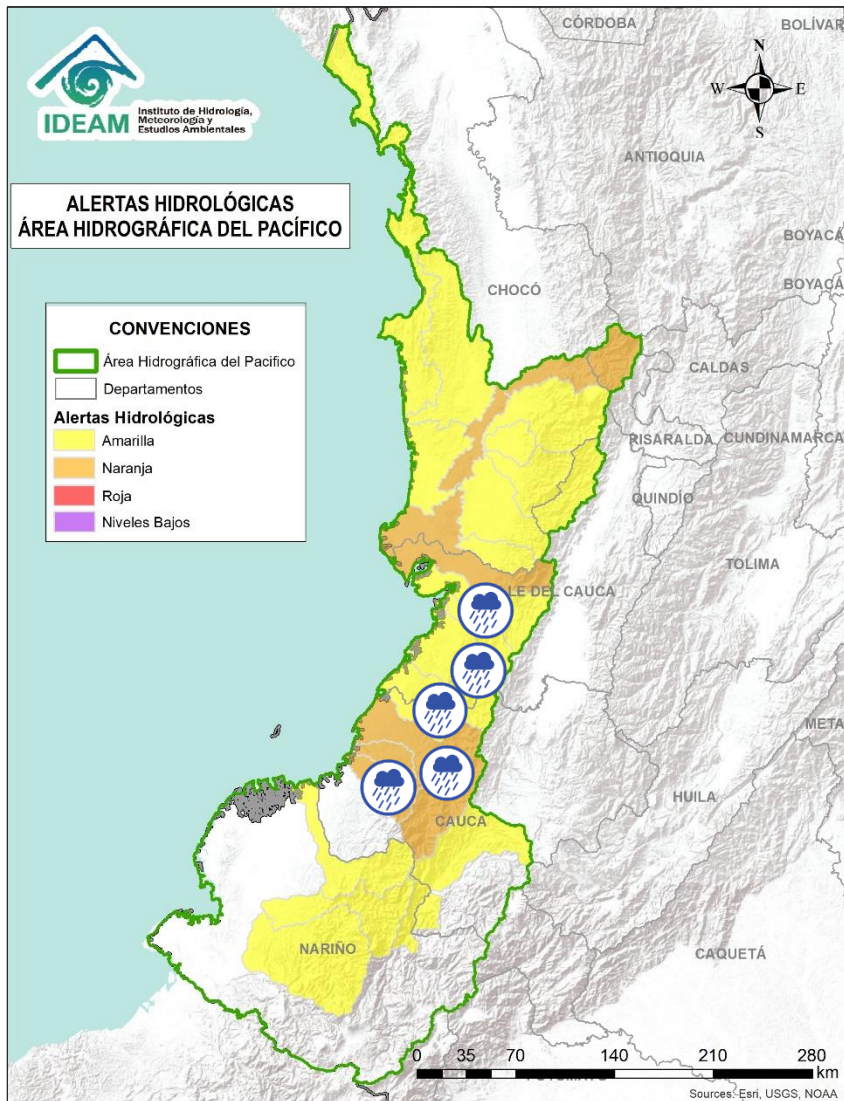 IDEAM
Instituto de Hidrología,
Meteorología y
Estudios Ambientales
ALERTAS HIDROLÓGICAS
ÁREA HIDROGRÁFICA DEL PACÍFICO
CONVENCIONES
Área Hidrográfica del Pacifico
Departamentos
Alertas Hidrológicas
Amarilla
Naranja
Roja
Niveles Bajos
N
W
E
S
CÓRDOBA
BOLÍVAR
ANTIOQUIA
BOYACÁ
BOYACÁ
CHOCÓ
CALDAS
RISARALDA
CUNDINAMARCA
QUINDÍO
TOLIMA
LE DEL CAUCA
META
HUILA
CAUCA
NARIÑO
CAQUETÁ
0 35 70 140 210 280
km
Sources: Esri, USGS, NOAA